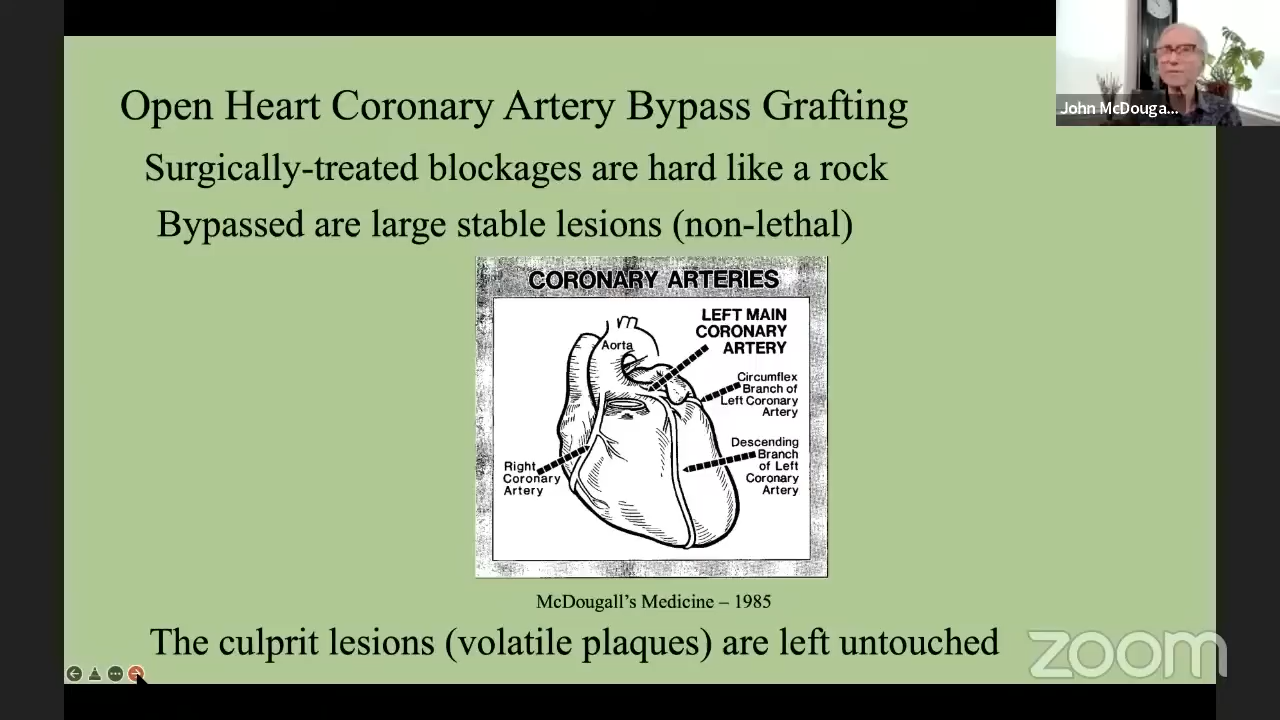 Open Heart Coronary Artery Bypass Grafting
John McDouga...
Surgically-treated blockages are hard like a rock
Bypassed are large stable lesions (non-lethal)
CORONARY ARTERIES
LEFT MAIN
CORONARY
ARTERY
Aorta
Circumflex
Branch of
Left Coronary
Artery
Descending
Branch
of Left
Coronary
Artery
Right
Coronary
Artery
McDougall's Medicine – 1985
The culprit lesions (volatile plaques) are left untouched
zoom